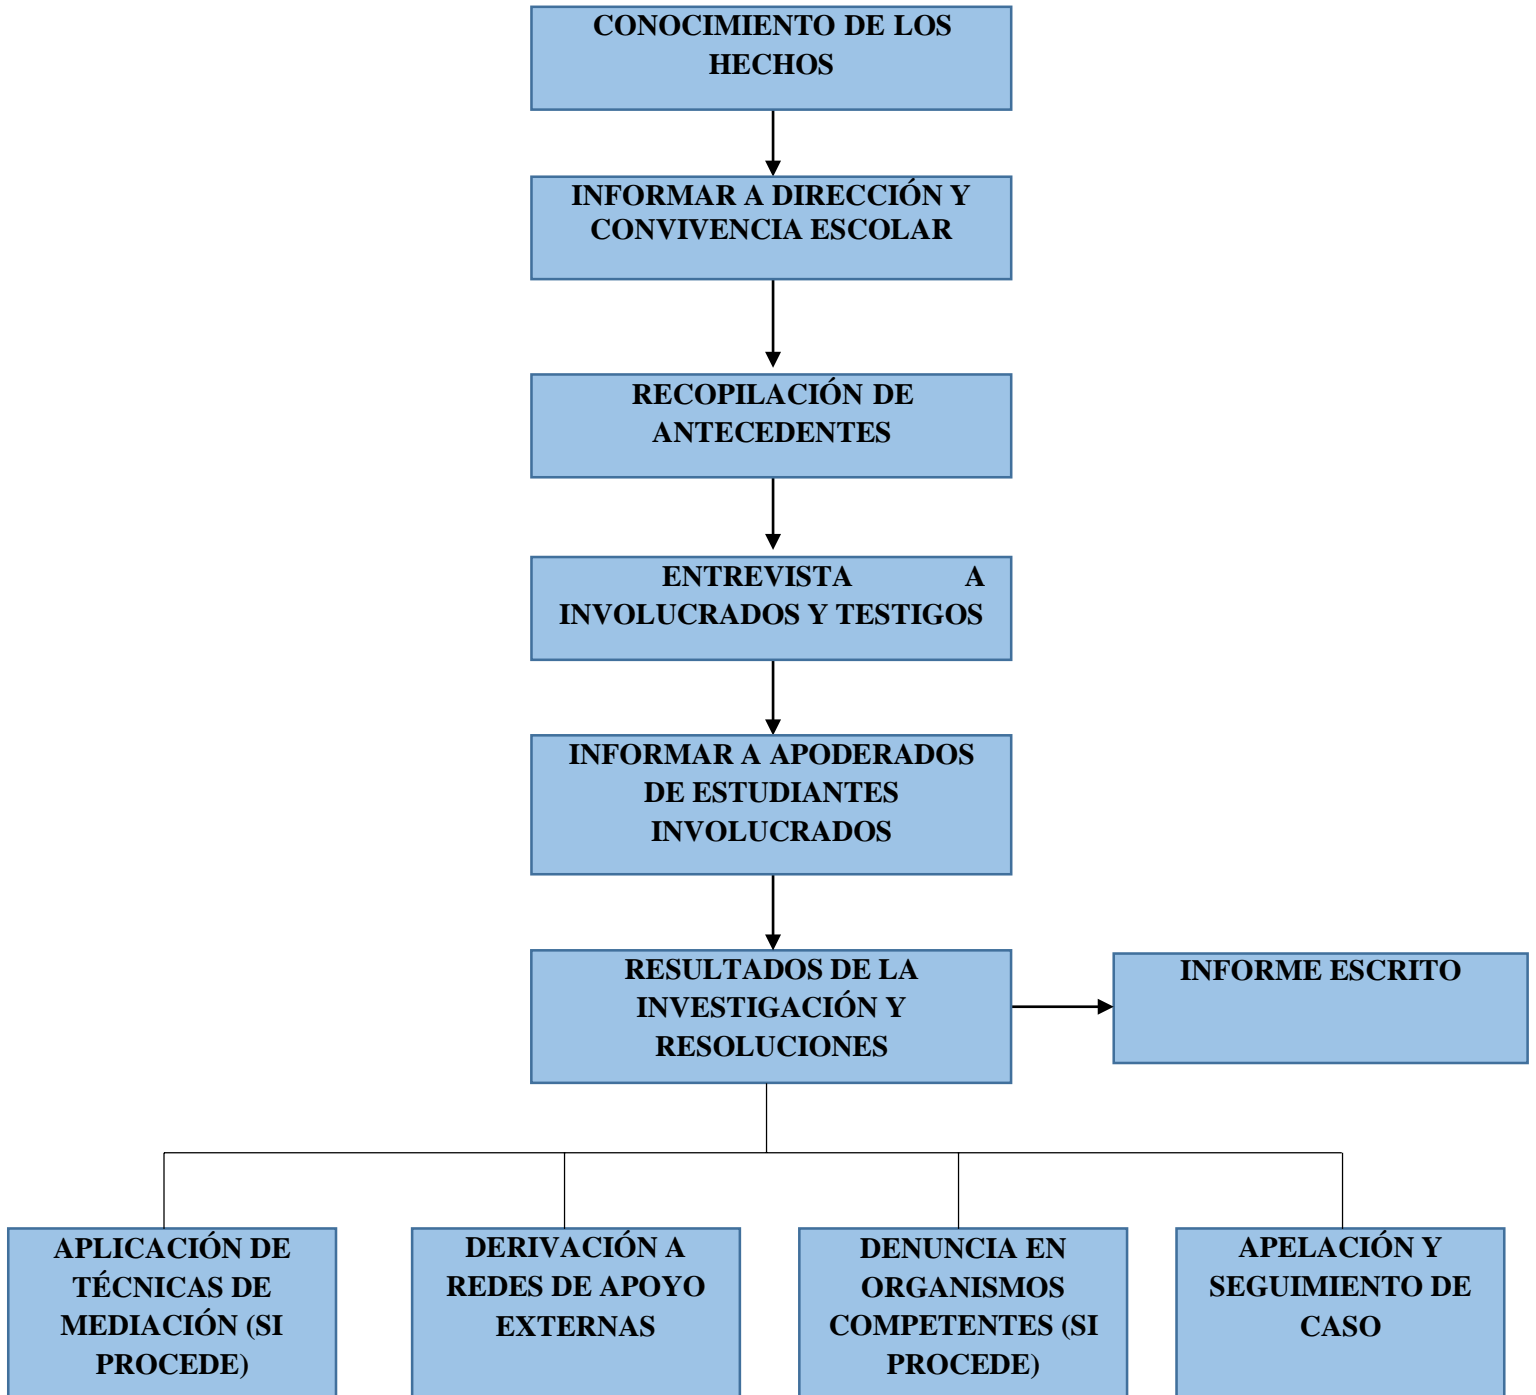 CONOCIMIENTO DE LOS
HECHOS
INFORMAR A DIRECCIÓN Y
CONVIVENCIA ESCOLAR
RECOPILACIÓN DE
ANTECEDENTES
ENTREVISTA A
INVOLUCRADOS Y TESTIGOS
INFORMAR A APODERADOS
DE ESTUDIANTES
INVOLUCRADOS
RESULTADOS DE LA
INVESTIGACIÓN Y
RESOLUCIONES
INFORME ESCRITO
APLICACIÓN DE
TÉCNICAS DE
MEDIACIÓN (SI
PROCEDE)
DERIVACIÓN A
REDES DE APOYO
EXTERNAS
DENUNCIA EN
ORGANISMOS
COMPETENTES (SI
PROCEDE)
APELACIÓN Y
SEGUIMIENTO DE
CASO